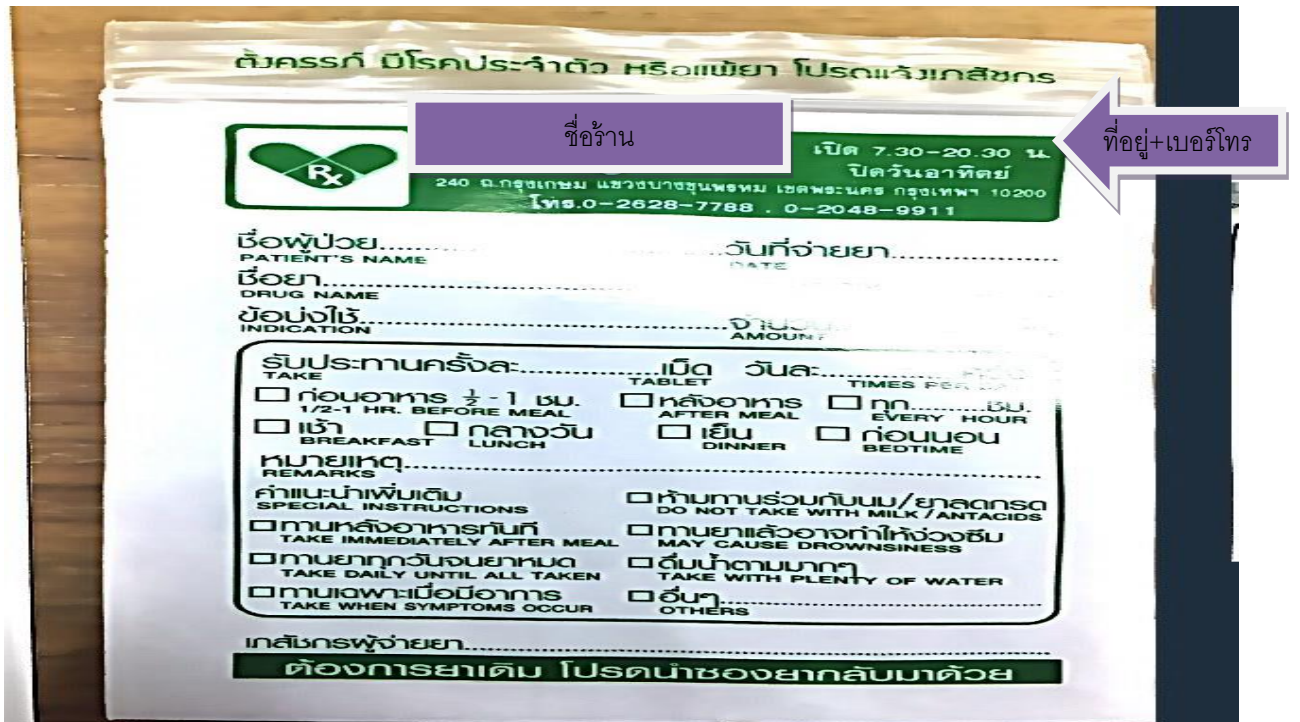 ตั้งครรภ์ มีโรคประจำตัว หรือแพ้ยา โปรดแจ้งเภสัชกร
ชื่อร้าน
ที่อยู่+เบอร์โทร
Rx
เปิด 7.30-20.30 น.
ปิดวันอาทิตย์
240 ถ.กรุงเกษม แขวงบางขุนพรหม เขตพระนคร กรุงเทพฯ 10200
โทร.0-2628-7788 . 0-2048-9911
ชื่อผู้ป่วย.......... วันที่จ่ายยา..................
PATIENT'S NAME DATE
ชื่อยา..................
DRUG NAME
ข้อบ่งใช้.................. จำนวน
INDICATION AMOUNT
รับประทานครั้งละ..............เม็ด วันละ.............. ครั้ง
TAKE TABLET TIMES PER DAY
☐ ก่อนอาหาร ½ - 1 ชม. ☐ หลังอาหาร ☐ ทุก..........ชม.
1/2-1 HR. BEFORE MEAL AFTER MEAL EVERY HOUR
☐ เช้า ☐ กลางวัน ☐ เย็น ☐ ก่อนนอน
BREAKFAST LUNCH DINNER BEDTIME
หมายเหตุ..................
REMARKS
คำแนะนำเพิ่มเติม ☐ ห้ามทานร่วมกับนม/ยาลดกรด
SPECIAL INSTRUCTIONS DO NOT TAKE WITH MILK /ANTACIDS
☐ ทานหลังอาหารทันที ☐ ทานยาแล้วอาจทำให้ง่วงซึม
TAKE IMMEDIATELY AFTER MEAL MAY CAUSE DROWNSINESS
☐ ทานยาทุกวันจนยาหมด ☐ ดื่มน้ำตามมากๆ
TAKE DAILY UNTIL ALL TAKEN TAKE WITH PLENTY OF WATER
☐ ทานเฉพาะเมื่อมีอาการ ☐ อื่นๆ..................
TAKE WHEN SYMPTOMS OCCUR OTHERS
เภสัชกรผู้จ่ายยา..................
ต้องการยาเดิม โปรดนำซองยากลับมาด้วย